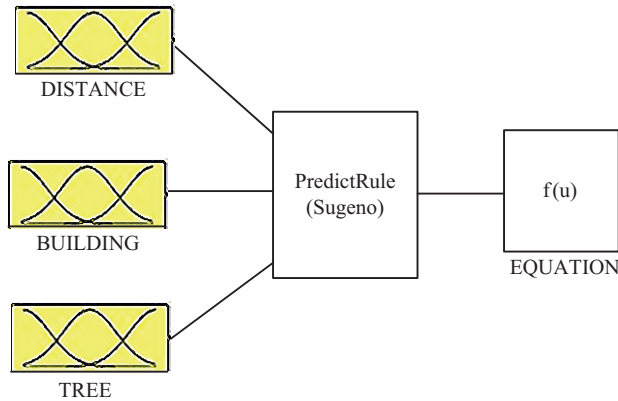 DISTANCE
BUILDING
TREE
PredictRule
(Sugeno)
f(u)
EQUATION